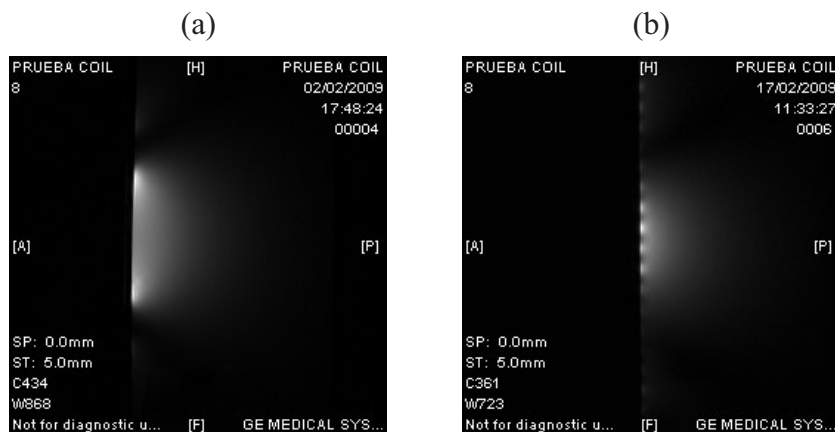 (a)
PRUEBA COIL [H] PRUEBA COIL
8 02/02/2009
17:48:24
00004
[A] [P]
SP: 0.0mm
ST: 5.0mm
C434
W868
Not for diagnostic u... [F] GE MEDICAL SYS...
(b)
PRUEBA COIL [H] PRUEBA COIL
8 17/02/2009
11:33:27
0006
[A] [P]
SP: 0.0mm
ST: 5.0mm
C361
W723
Not for diagnostic u... [F] GE MEDICAL SYS...